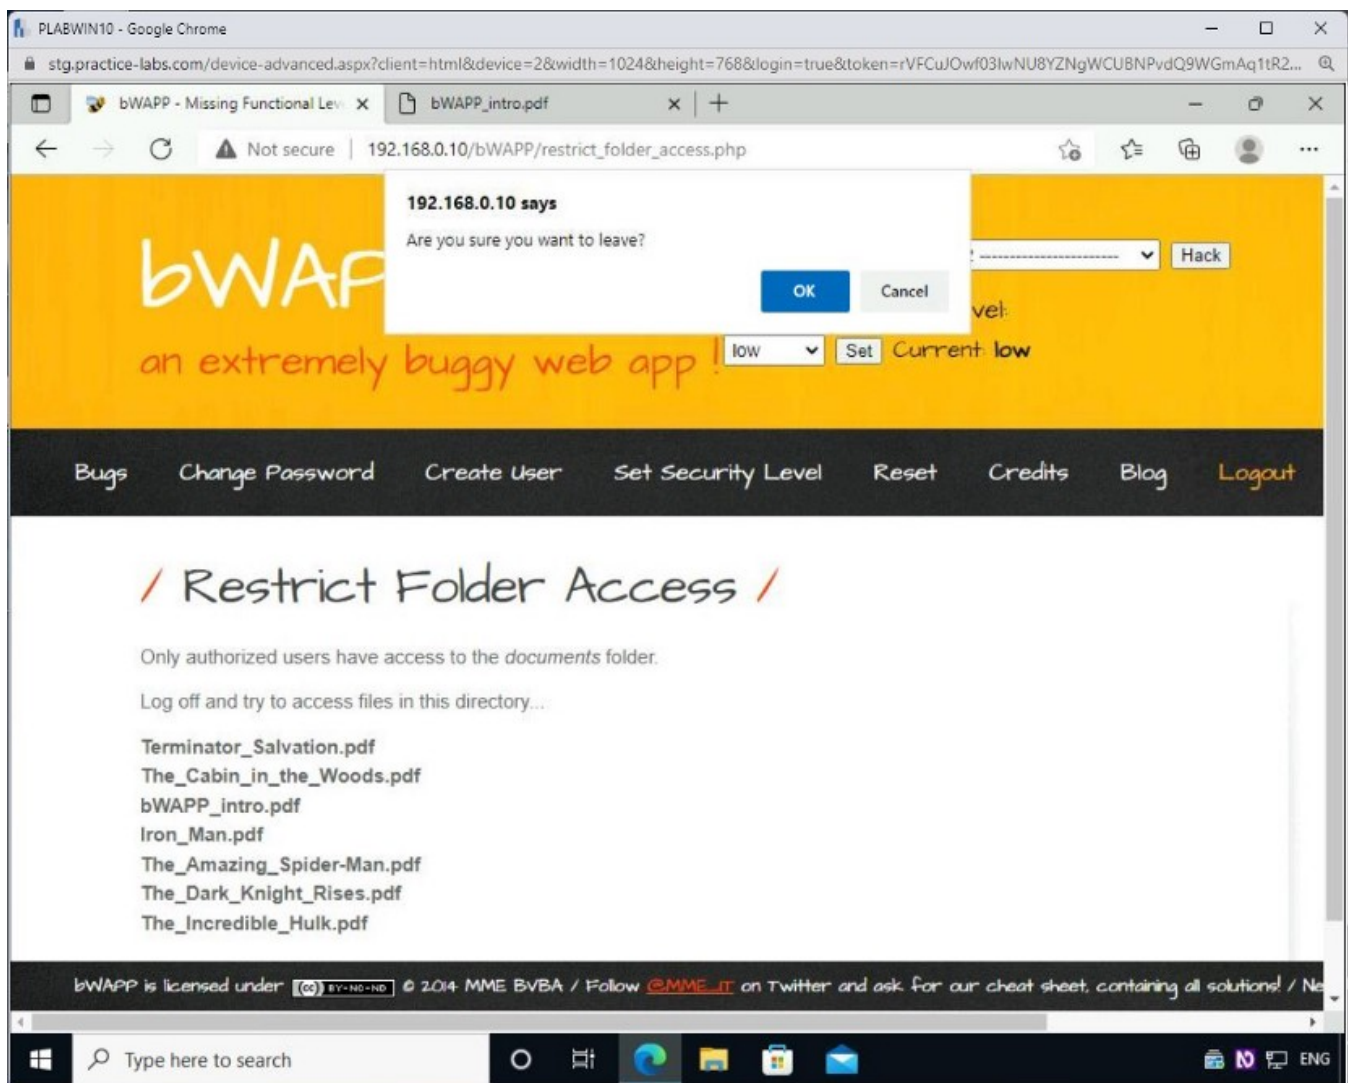 PLABWIN10 - Google Chrome
stg.practice-labs.com/device-advanced.aspx?client=html&device=2&width=1024&height=768&login=true&token=rVFCuJOwf03IwNU8YZNgWCUBNPvdQ9WGmAq1tR2...
bWAPP - Missing Functional Lev
bWAPP_intro.pdf
Not secure | 192.168.0.10/bWAPP/restrict_folder_access.php
192.168.0.10 says
Are you sure you want to leave?
OK Cancel
Hack
bWAP
vel:
an extremely buggy web app !
low Set Current: low
Bugs Change Password Create User Set Security Level Reset Credits Blog Logout
/ Restrict Folder Access /
Only authorized users have access to the documents folder.
Log off and try to access files in this directory...
Terminator_Salvation.pdf
The_Cabin_in_the_Woods.pdf
bWAPP_intro.pdf
Iron_Man.pdf
The_Amazing_Spider-Man.pdf
The_Dark_Knight_Rises.pdf
The_Incredible_Hulk.pdf
bWAPP is licensed under (cc) BY-NC-ND © 2014 MME BVBA / Follow @MME_IT on Twitter and ask for our cheat sheet, containing all solutions! / Ne
Type here to search
ENG